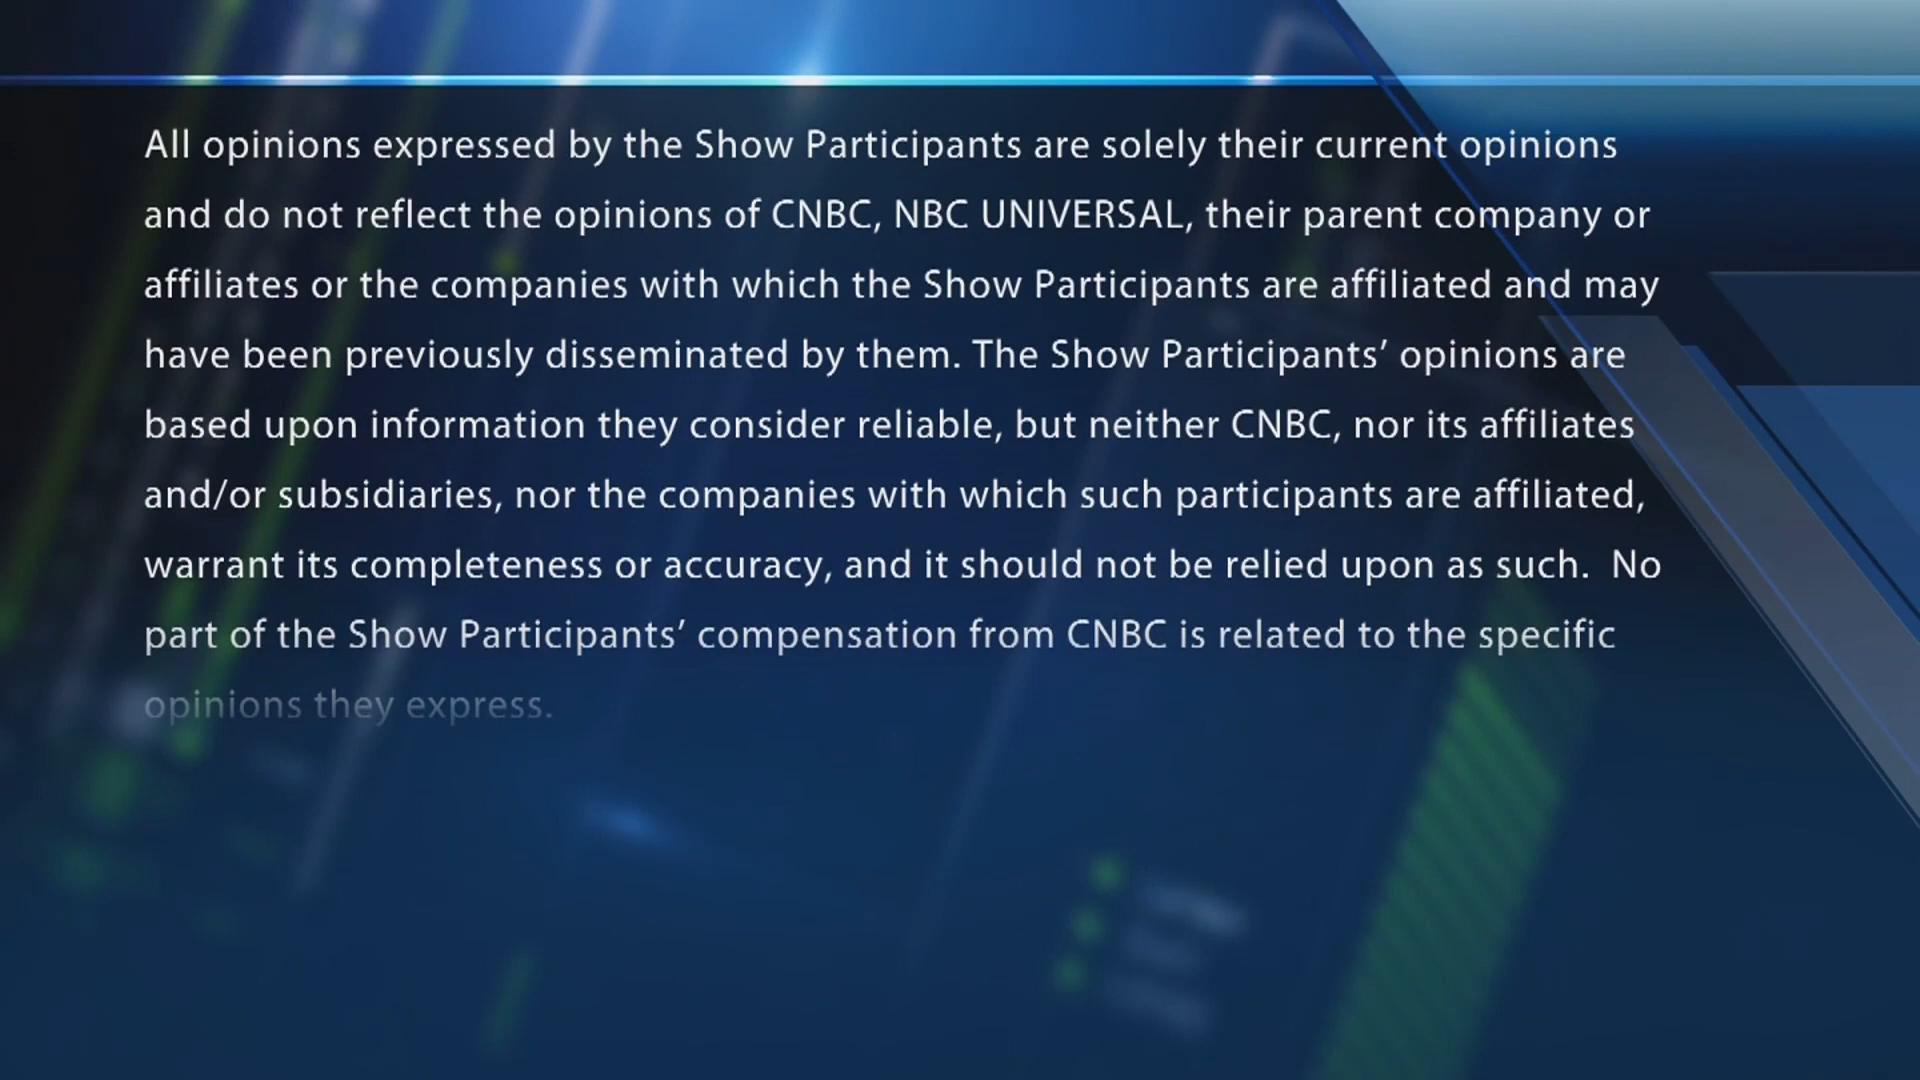 All opinions expressed by the Show Participants are solely their current opinions
and do not reflect the opinions of CNBC, NBC UNIVERSAL, their parent company or
affiliates or the companies with which the Show Participants are affiliated and may
have been previously disseminated by them. The Show Participants’ opinions are
based upon information they consider reliable, but neither CNBC, nor its affiliates
and/or subsidiaries, nor the companies with which such participants are affiliated,
warrant its completeness or accuracy, and it should not be relied upon as such.  No
part of the Show Participants’ compensation from CNBC is related to the specific
opinions they express.